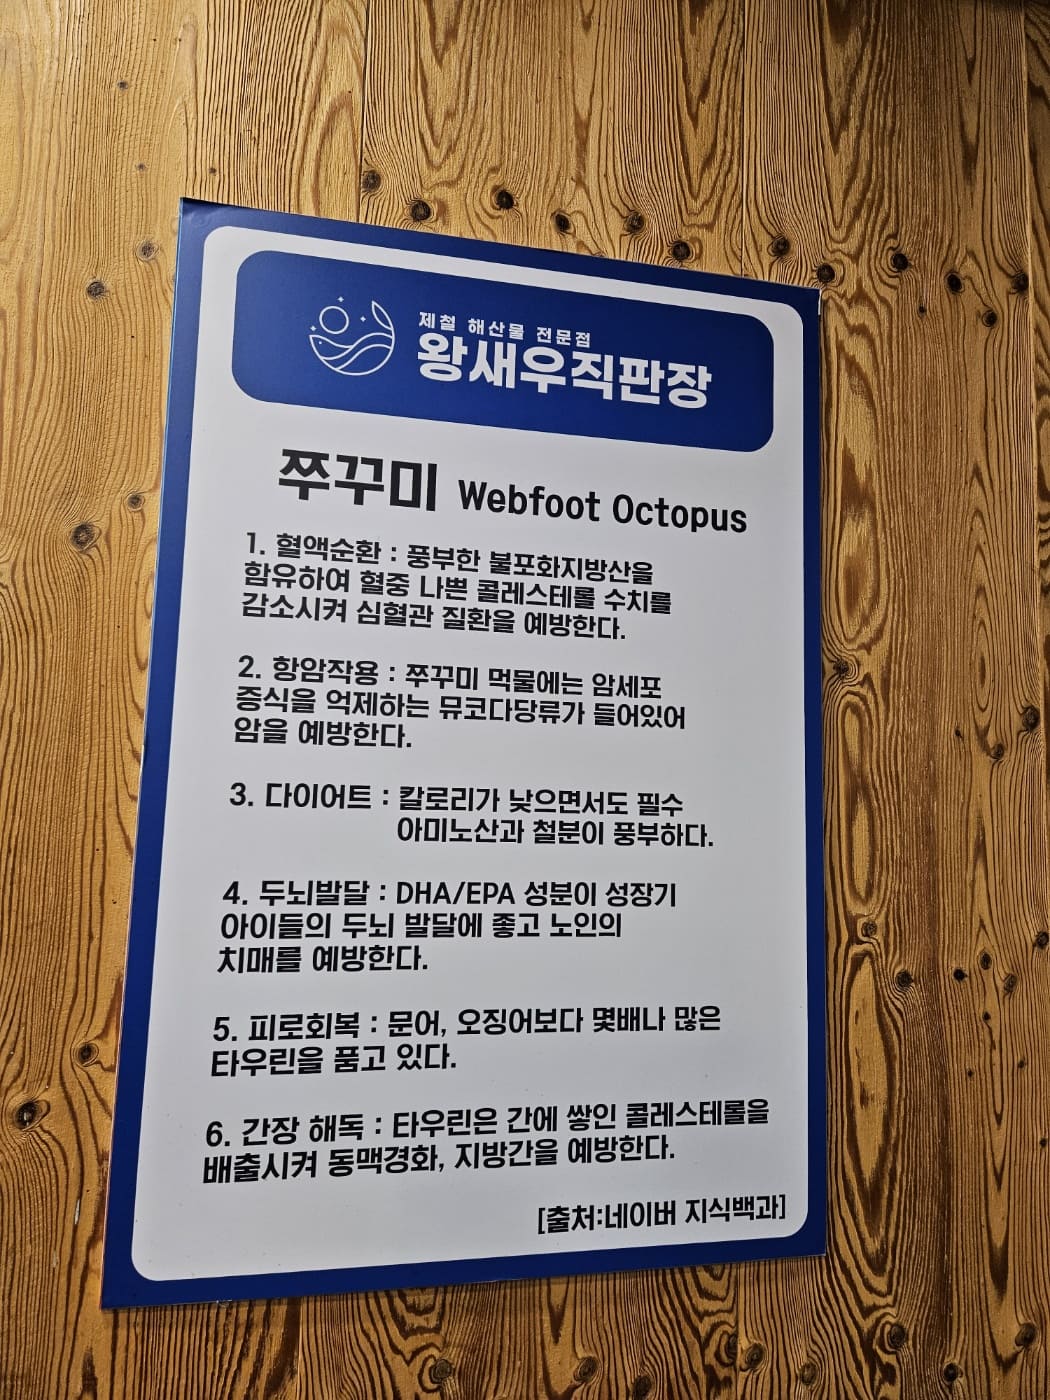 제철 해산물 전문점
왕새우직판장
쭈꾸미 Webfoot Octopus
1. 혈액순환 : 풍부한 불포화지방산을
함유하여 혈중 나쁜 콜레스테롤 수치를
감소시켜 심혈관 질환을 예방한다.
2. 항암작용 : 쭈꾸미 먹물에는 암세포
증식을 억제하는 뮤코다당류가 들어있어
암을 예방한다.
3. 다이어트 : 칼로리가 낮으면서도 필수
아미노산과 철분이 풍부하다.
4. 두뇌발달 : DHA/EPA 성분이 성장기
아이들의 두뇌 발달에 좋고 노인의
치매를 예방한다.
5. 피로회복 : 문어, 오징어보다 몇배나 많은
타우린을 품고 있다.
6. 간장 해독 : 타우린은 간에 쌓인 콜레스테롤을
배출시켜 동맥경화, 지방간을 예방한다.
[출처:네이버 지식백과]